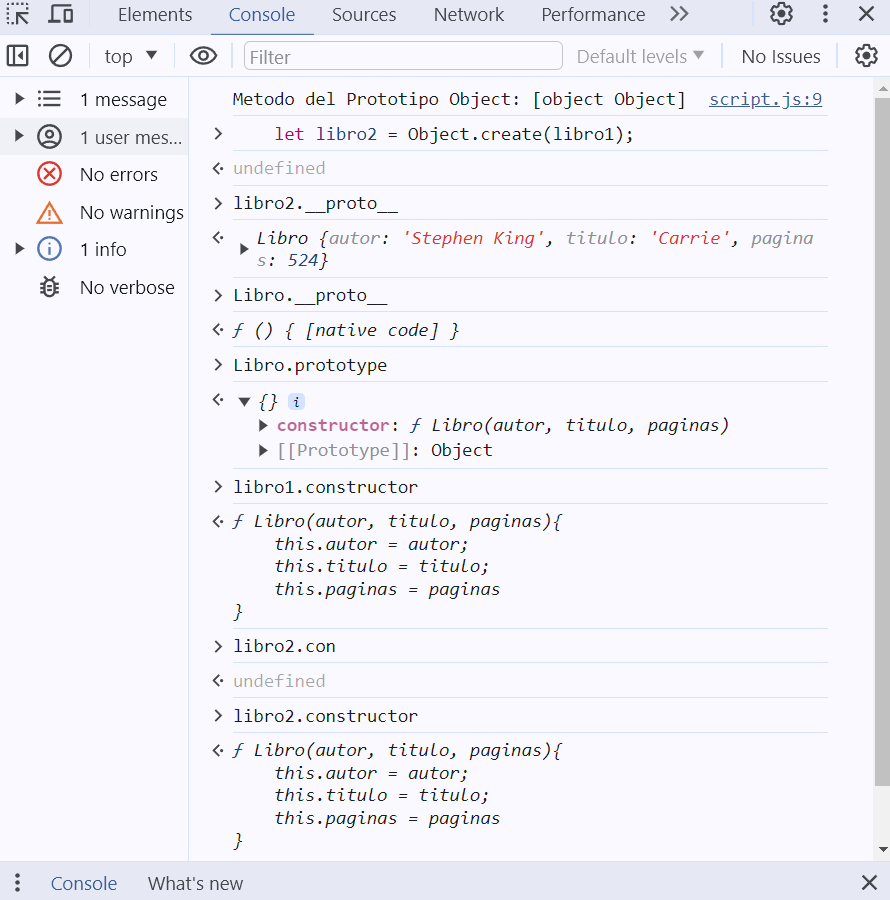 Elements Console Sources Network Performance
top Filter Default levels No Issues
1 message
1 user mes...
No errors
No warnings
1 info
No verbose
Metodo del Prototipo Object: [object Object] script.js:9
let libro2 = Object.create(libro1);
undefined
libro2.__proto__
Libro {autor: 'Stephen King', titulo: 'Carrie', pagina
s: 524}
Libro.__proto__
ƒ () { [native code] }
Libro.prototype
{} i
constructor: ƒ Libro(autor, titulo, paginas)
[[Prototype]]: Object
libro1.constructor
ƒ Libro(autor, titulo, paginas){
this.autor = autor;
this.titulo = titulo;
this.paginas = paginas
}
libro2.con
undefined
libro2.constructor
ƒ Libro(autor, titulo, paginas){
this.autor = autor;
this.titulo = titulo;
this.paginas = paginas
}
Console What's new